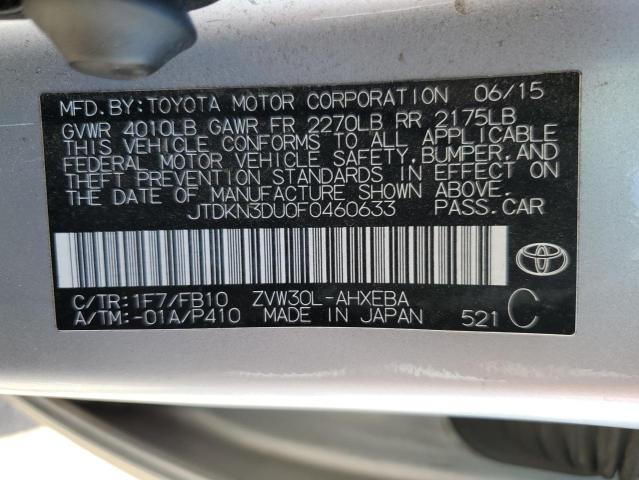 MFD. BY: TOYOTA MOTOR CORPORATION 06/15
GVWR 4010LB GAWR FR 2270LB RR 2175LB
THIS VEHICLE CONFORMS TO ALL APPLICABLE
FEDERAL MOTOR VEHICLE SAFETY, BUMPER, AND
THEFT PREVENTION STANDARDS IN EFFECT ON
THE DATE OF MANUFACTURE SHOWN ABOVE.
JTDKN3DU0F0460633 PASS. CAR
C/TR: 1F7/FB10 ZVW30L-AHXEBA
A/TM: -01A/P410 MADE IN JAPAN 521 C